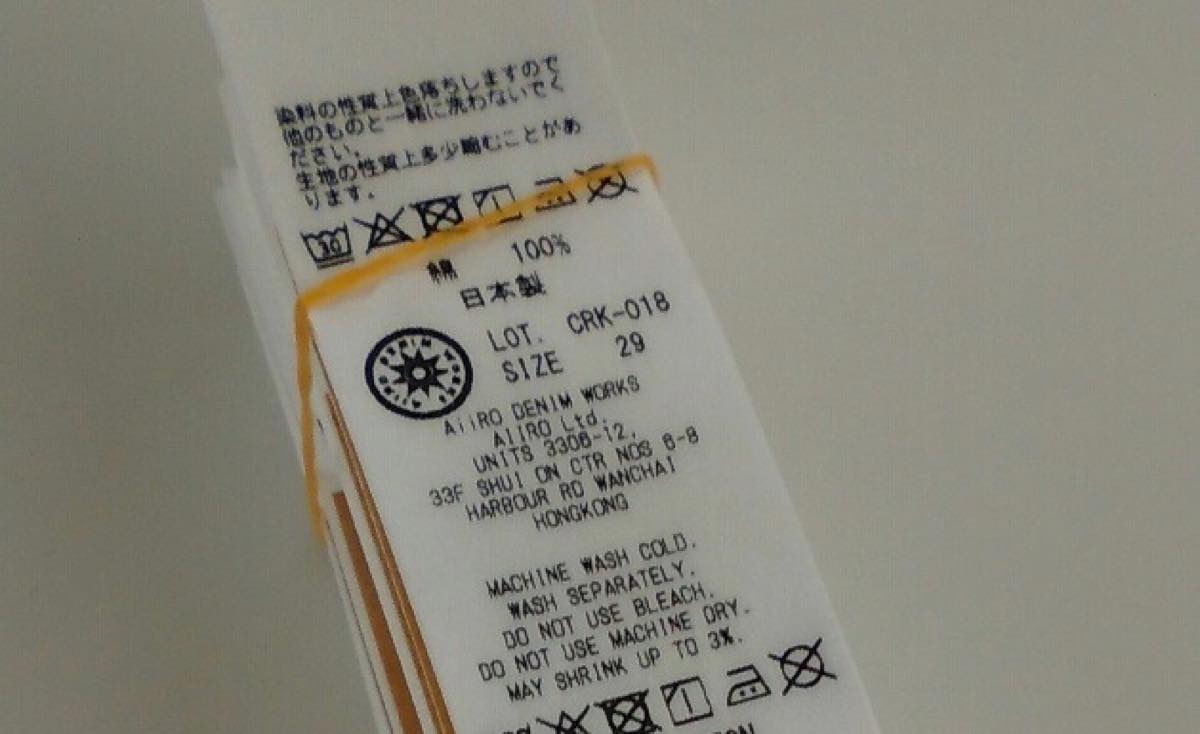 染料の性質上色落ちしますので
他のものと一緒に洗わないでく
ださい。
生地の性質上多少縮むことがあ
ります。
30
綿 100%
日本製
LOT. CRK-018
SIZE 29
DENIM
AiiRO DENIM WORKS
AIIRO Ltd.
UNITS 3308-12,
33F SHUI ON CTR NOS 6-8
HARBOUR RD WANCHAI
HONGKONG
MACHINE WASH COLD.
WASH SEPARATELY.
DO NOT USE BLEACH.
DO NOT USE MACHINE DRY.
MAY SHRINK UP TO 3%.